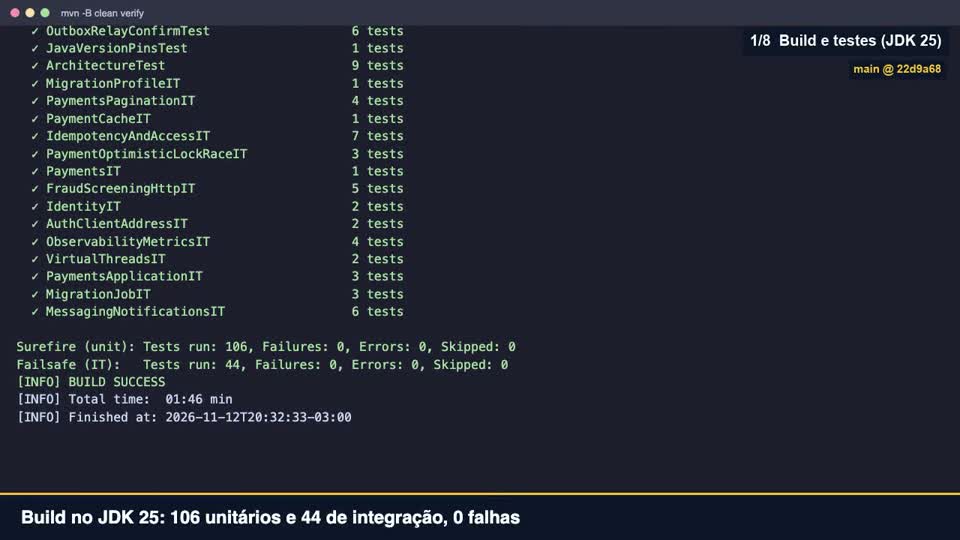 mvn -B clean verify
1/8 Build e testes (JDK 25)
main @ 22d9a68
✓ OutboxRelayConfirmTest 6 tests
✓ JavaVersionPinsTest 1 tests
✓ ArchitectureTest 9 tests
✓ MigrationProfileIT 1 tests
✓ PaymentsPaginationIT 4 tests
✓ PaymentCacheIT 1 tests
✓ IdempotencyAndAccessIT 7 tests
✓ PaymentOptimisticLockRaceIT 3 tests
✓ PaymentsIT 1 tests
✓ FraudScreeningHttpIT 5 tests
✓ IdentityIT 2 tests
✓ AuthClientAddressIT 2 tests
✓ ObservabilityMetricsIT 4 tests
✓ VirtualThreadsIT 2 tests
✓ PaymentsApplicationIT 3 tests
✓ MigrationJobIT 3 tests
✓ MessagingNotificationsIT 6 tests
Surefire (unit): Tests run: 106, Failures: 0, Errors: 0, Skipped: 0
Failsafe (IT): Tests run: 44, Failures: 0, Errors: 0, Skipped: 0
[INFO] BUILD SUCCESS
[INFO] Total time: 01:46 min
[INFO] Finished at: 2026-11-12T20:32:33-03:00
Build no JDK 25: 106 unitários e 44 de integração, 0 falhas